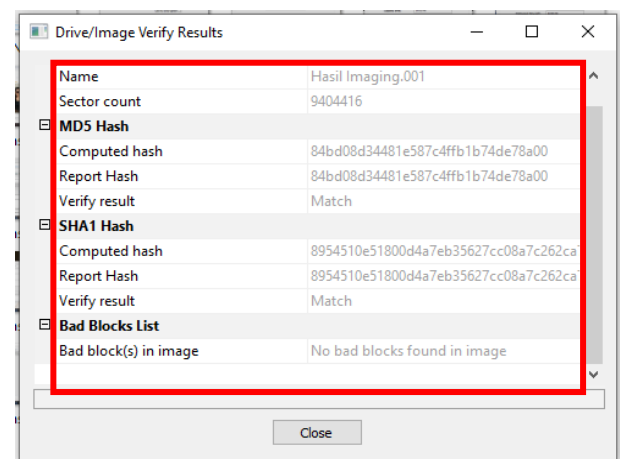 Drive/Image Verify Results
Name Hasil Imaging.001
Sector count 9404416
MD5 Hash
Computed hash 84bd08d34481e587c4ffb1b74de78a00
Report Hash 84bd08d34481e587c4ffb1b74de78a00
Verify result Match
SHA1 Hash
Computed hash 8954510e51800d4a7eb35627cc08a7c262ca
Report Hash 8954510e51800d4a7eb35627cc08a7c262ca
Verify result Match
Bad Blocks List
Bad block(s) in image No bad blocks found in image
Close